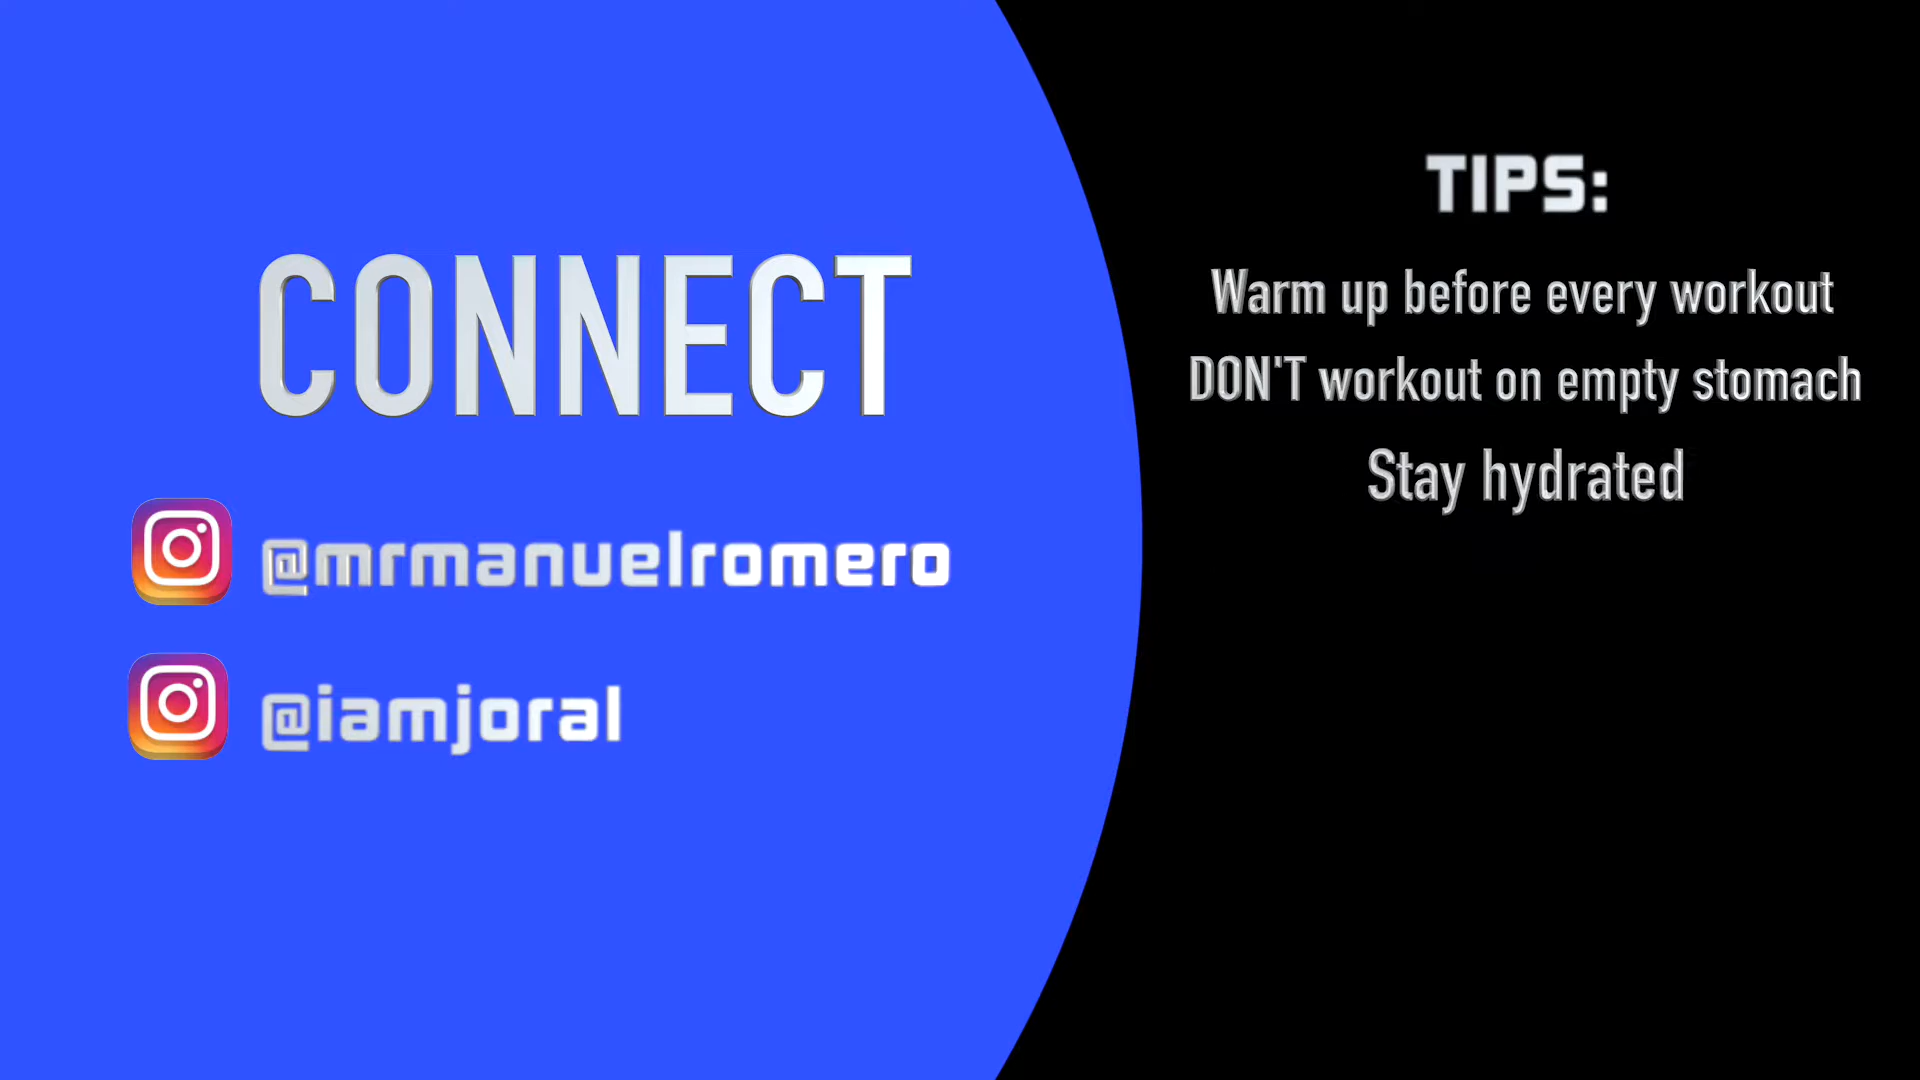 CONNECT
@mrmanuelromero
@iamjoral
TIPS:
Warm up before every workout
DON'T workout on empty stomach
Stay hydrated